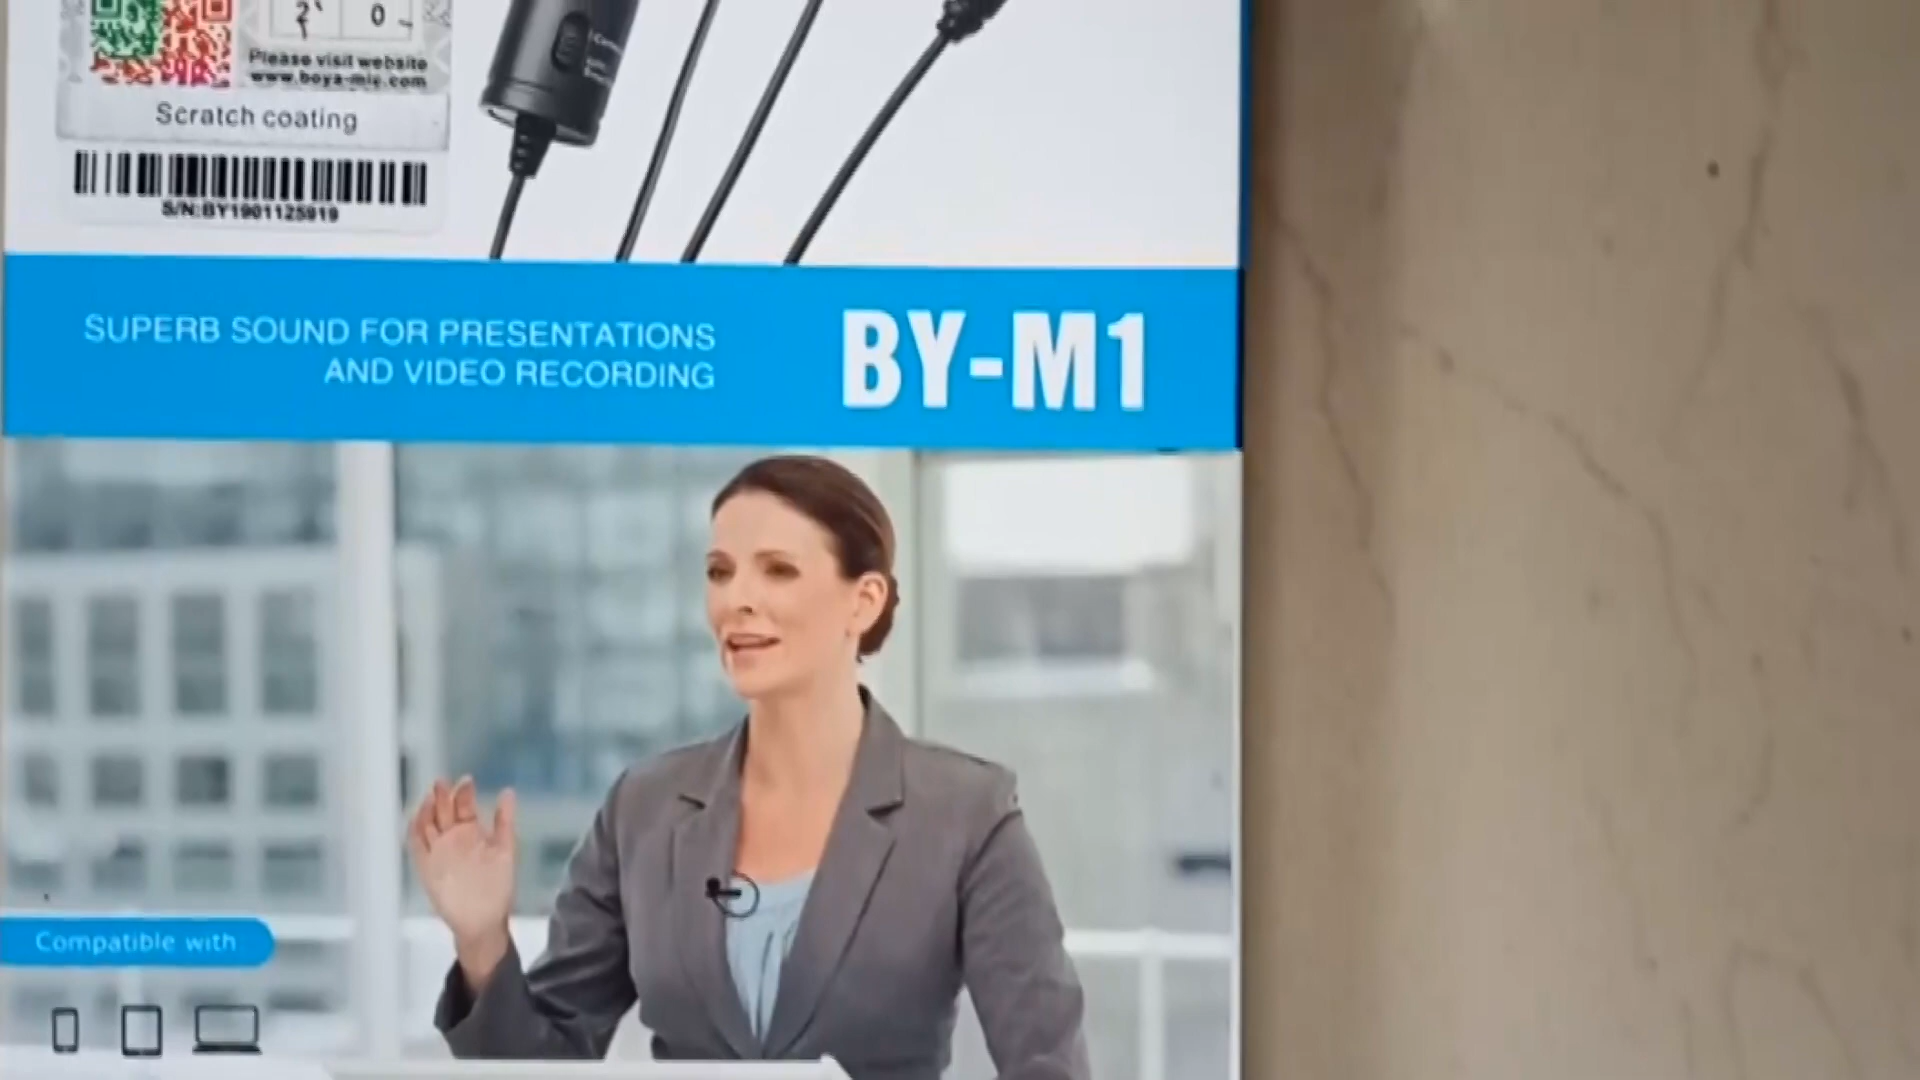 Please visit website
www.boya-mic.com
Scratch coating
S/N:BY1901125919
SUPERB SOUND FOR PRESENTATIONS
AND VIDEO RECORDING
BY-M1
Compatible with